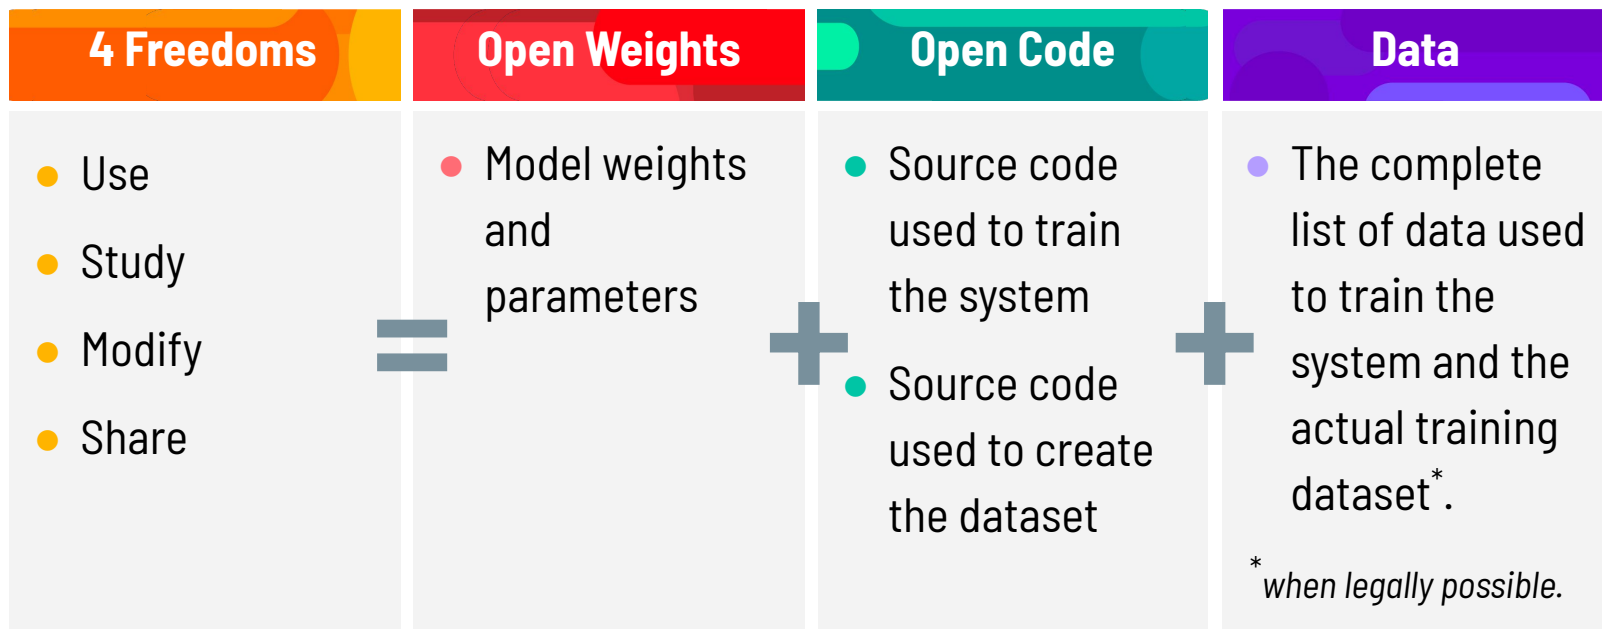 4 Freedoms
Use
Study
Modify
Share
=
Open Weights
Model weights
and
parameters
+
Open Code
Source code
used to train
the system
Source code
used to create
the dataset
+
Data
The complete
list of data used
to train the
system and the
actual training
dataset*.
*when legally possible.